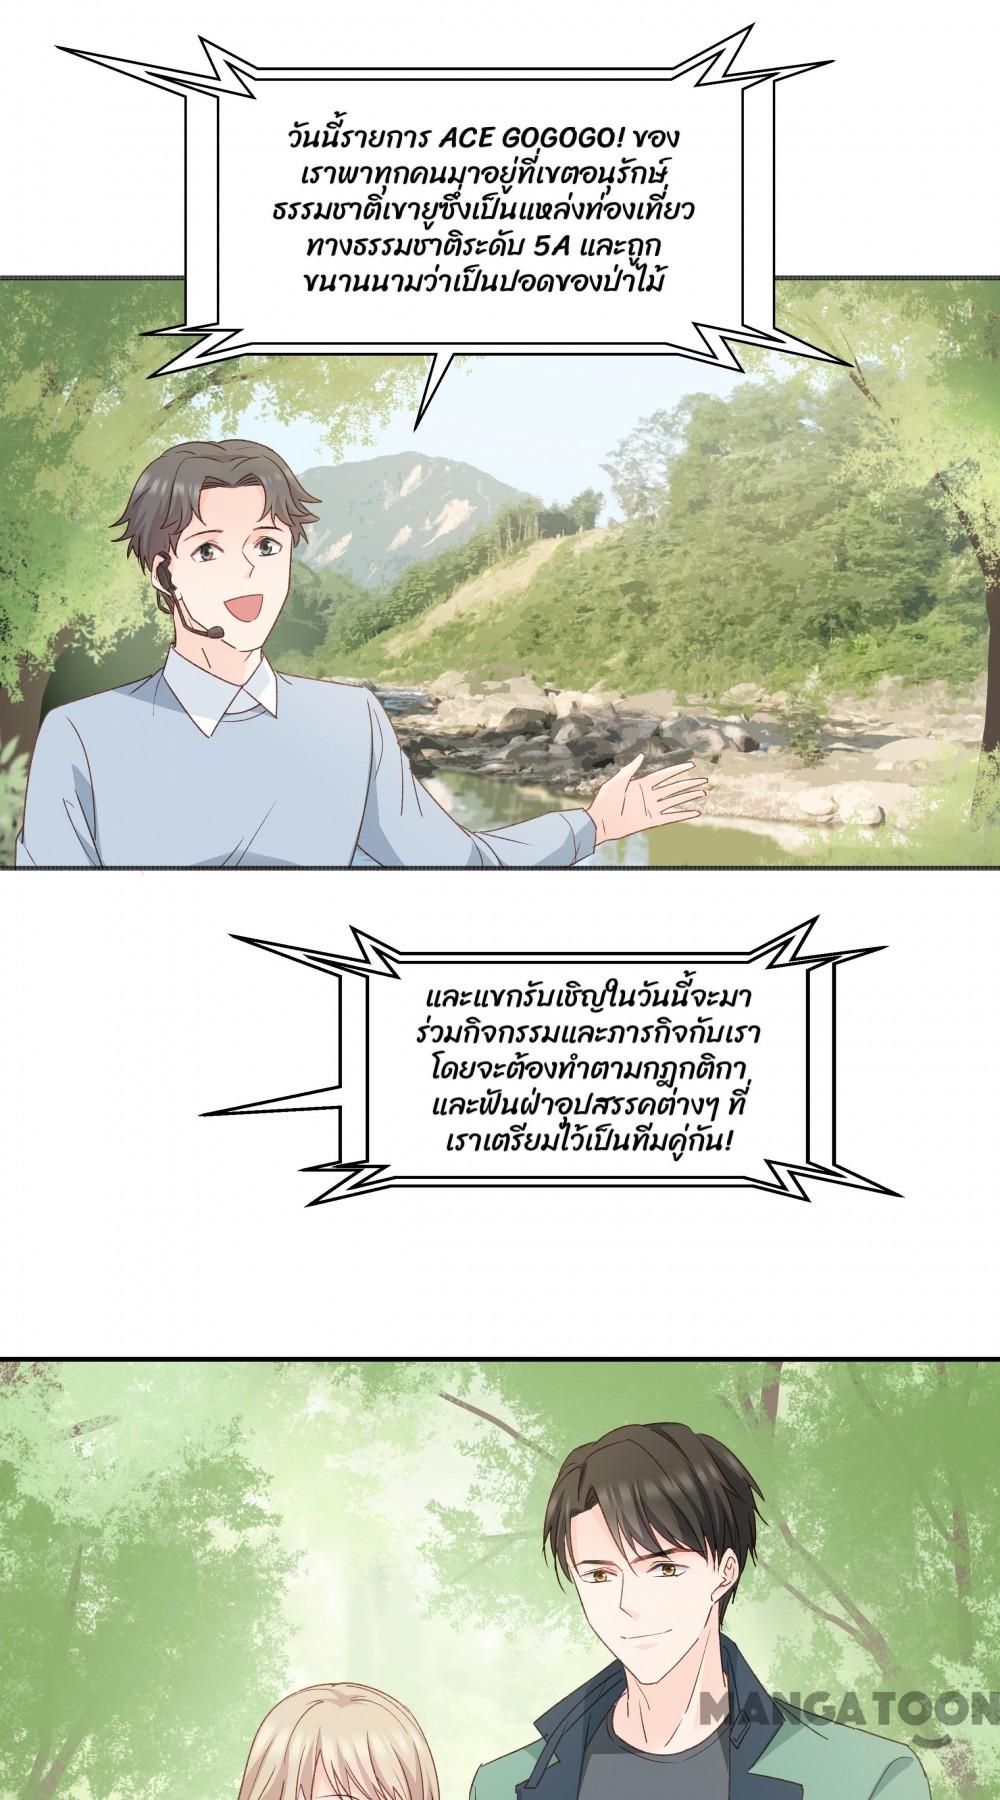 วันนี้รายการ ACE GOGOGO! ของ
เราพาทุกคนมาอยู่ที่เขตอนุรักษ์
ธรรมชาติเขายูซึ่งเป็นแหล่งท่องเที่ยว
ทางธรรมชาติระดับ 5A และถูก
ขนานนามว่าเป็นปอดของป่าไม้
และแขกรับเชิญในวันนี้จะมา
ร่วมกิจกรรมและภารกิจกับเรา
โดยจะต้องทำตามกฎกติกา
และฟันฝ่าอุปสรรคต่างๆ ที่
เราเตรียมไว้เป็นทีมคู่กัน!
MANGATOON